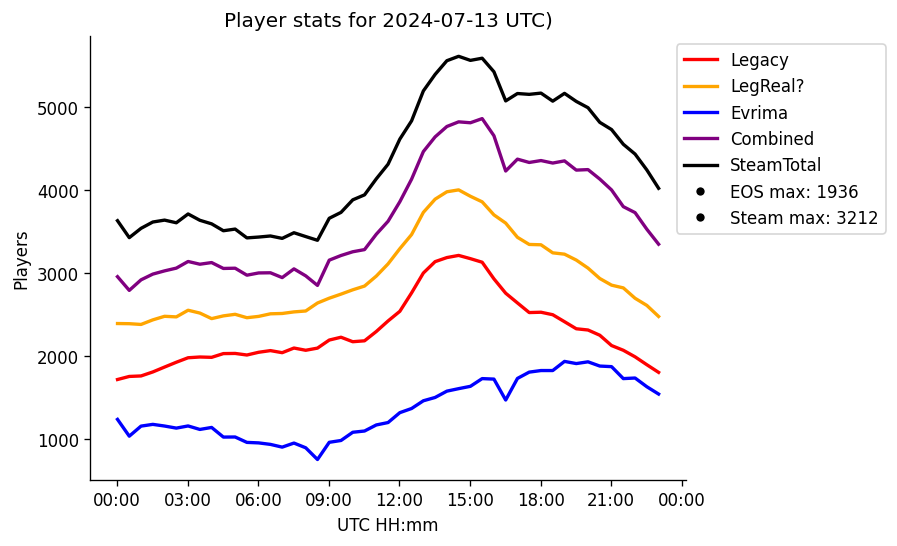 Player stats for 2024-07-13 UTC)
Legacy
LegReal?
Evrima
Combined
SteamTotal
EOS max: 1936
Steam max: 3212
Players
5000
4000
3000
2000
1000
00:00 03:00 06:00 09:00 12:00 15:00 18:00 21:00 00:00
UTC HH:mm